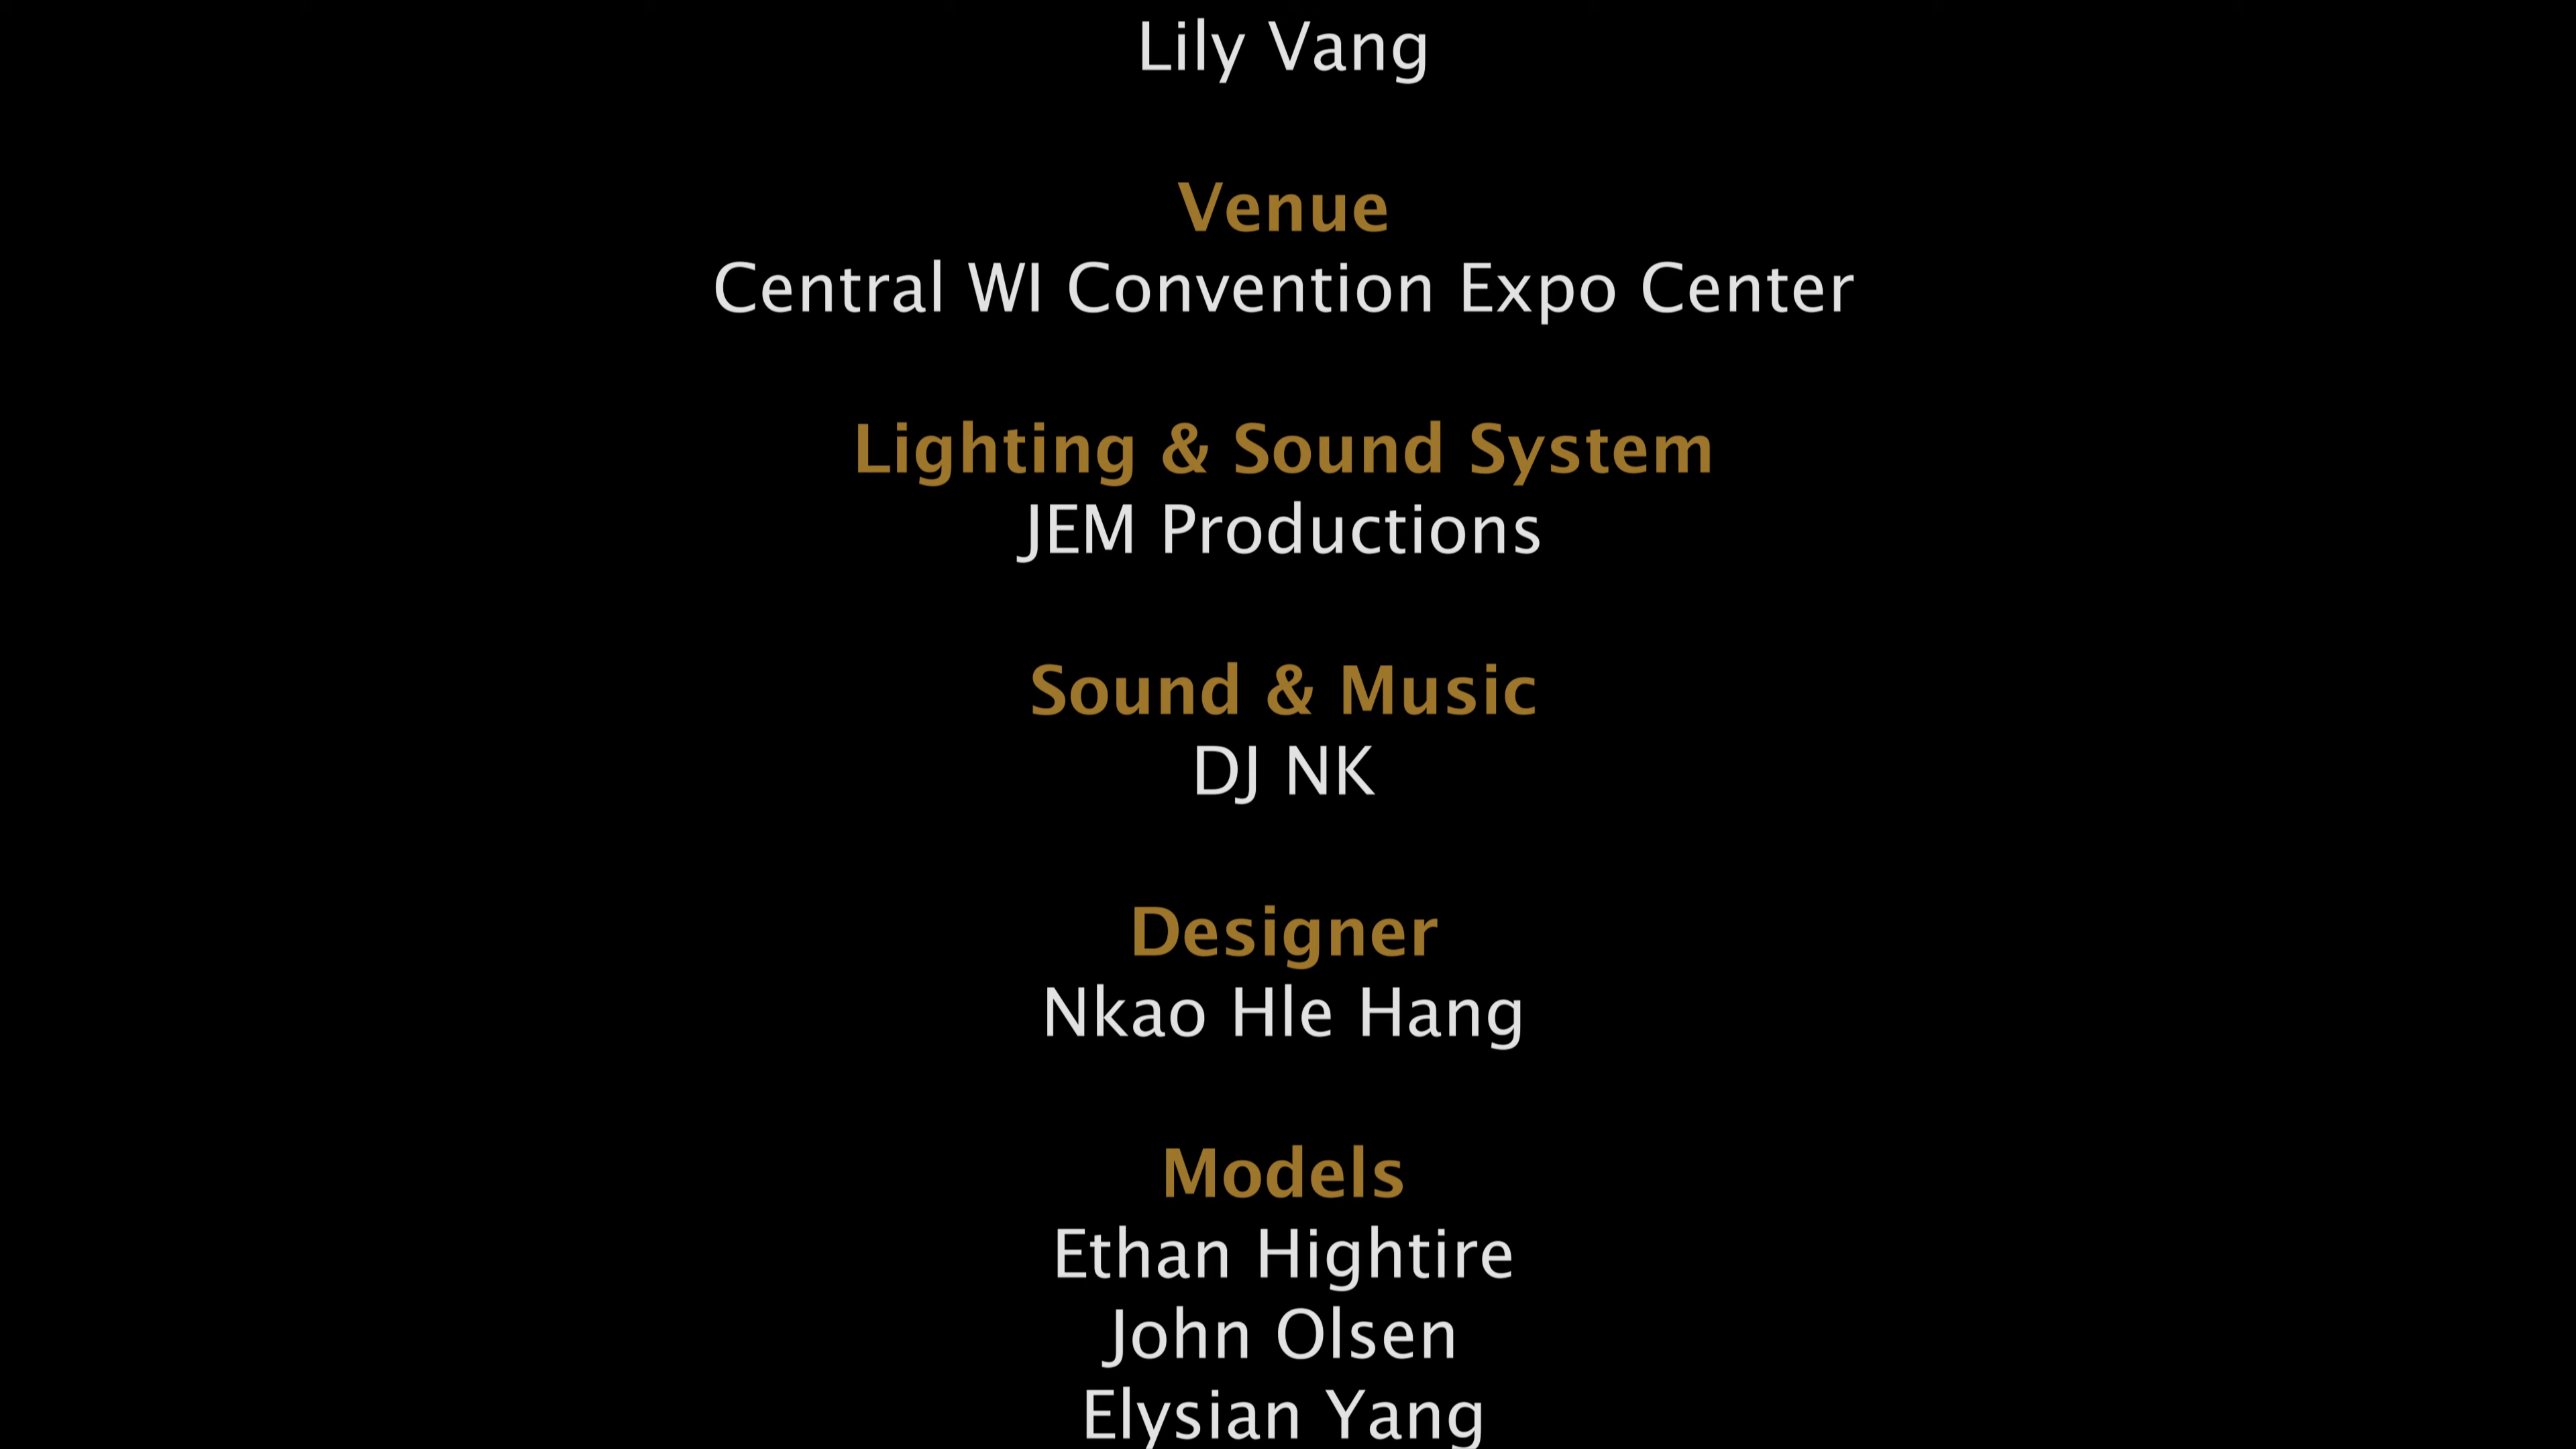 Lily Vang
Venue
Central WI Convention Expo Center
Lighting & Sound System
JEM Productions
Sound & Music
DJ NK
Designer
Nkao Hle Hang
Models
Ethan Hightire
John Olsen
Elysian Yang